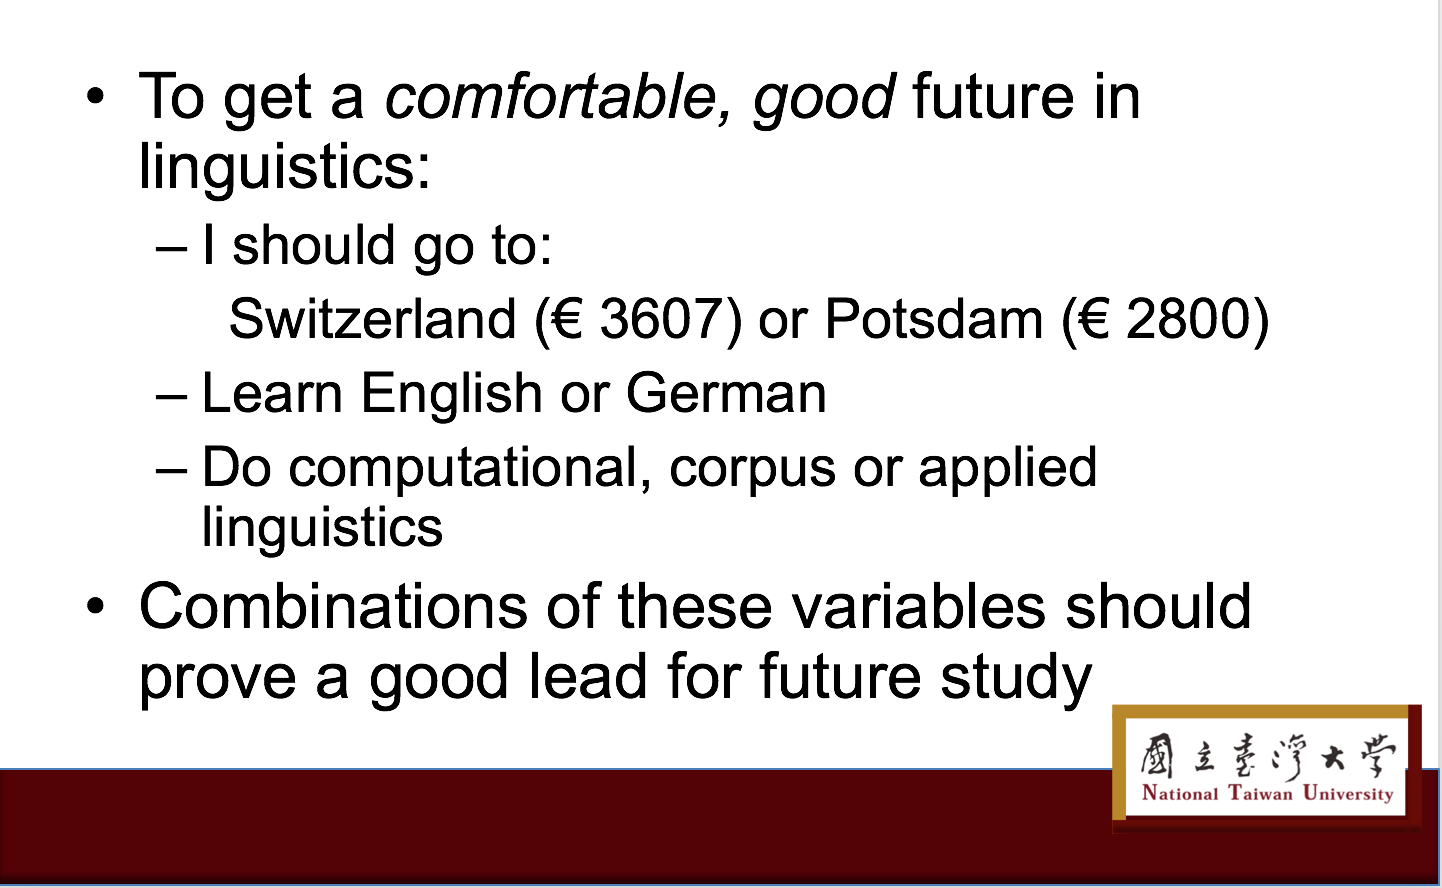 • To get a comfortable, good future in
linguistics:
– I should go to:
Switzerland (€ 3607) or Potsdam (€ 2800)
– Learn English or German
– Do computational, corpus or applied
linguistics
• Combinations of these variables should
prove a good lead for future study
國立臺灣大學
National Taiwan University